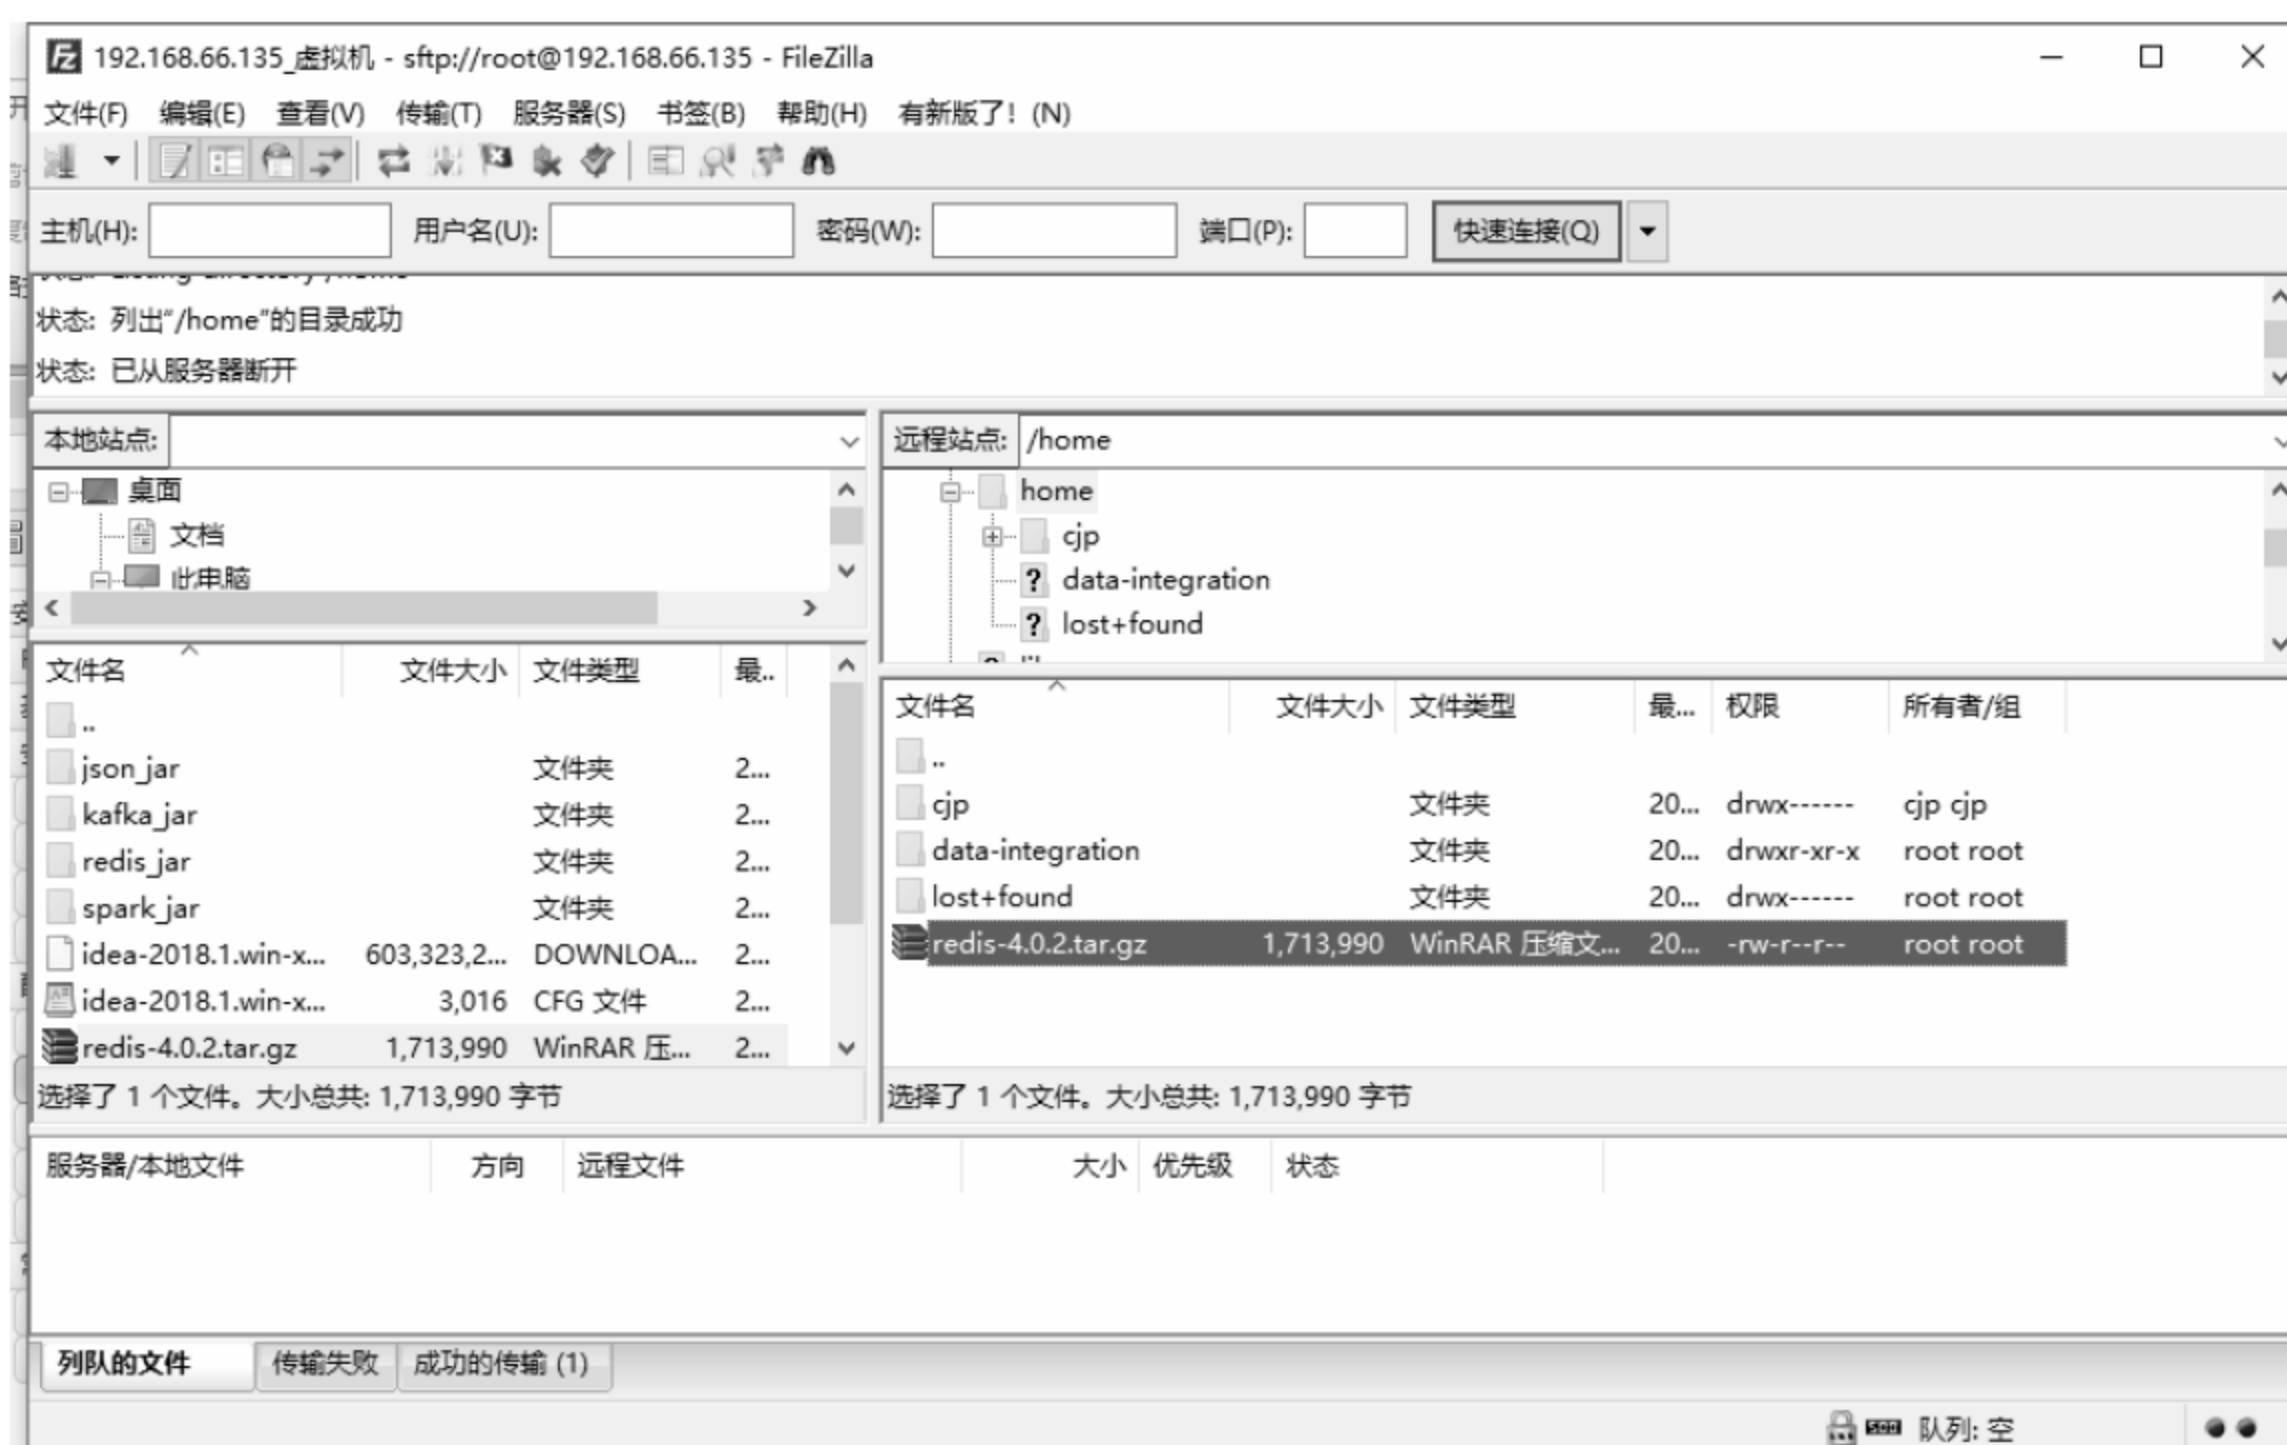 192.168.66.135_虚拟机 - sftp://root@192.168.66.135 - FileZilla
文件(F) 编辑(E) 查看(V) 传输(T) 服务器(S) 书签(B) 帮助(H) 有新版了! (N)
主机(H): 用户名(U): 密码(W): 端口(P): 快速连接(Q)
状态: 列出"/home"的目录成功
状态: 已从服务器断开
本地站点:
桌面
文档
此电脑
文件名 文件大小 文件类型 最..
..
json_jar 文件夹 2...
kafka_jar 文件夹 2...
redis_jar 文件夹 2...
spark_jar 文件夹 2...
idea-2018.1.win-x... 603,323,2... DOWNLOA... 2...
idea-2018.1.win-x... 3,016 CFG 文件 2...
redis-4.0.2.tar.gz 1,713,990 WinRAR 压... 2...
选择了 1 个文件。大小总共: 1,713,990 字节
远程站点: /home
home
cjp
data-integration
lost+found
文件名 文件大小 文件类型 最... 权限 所有者/组
..
cjp 文件夹 20... drwx------ cjp cjp
data-integration 文件夹 20... drwxr-xr-x root root
lost+found 文件夹 20... drwx------ root root
redis-4.0.2.tar.gz 1,713,990 WinRAR 压缩文... 20... -rw-r--r-- root root
选择了 1 个文件。大小总共: 1,713,990 字节
服务器/本地文件 方向 远程文件 大小 优先级 状态
列队的文件 传输失败 成功的传输 (1)
队列: 空